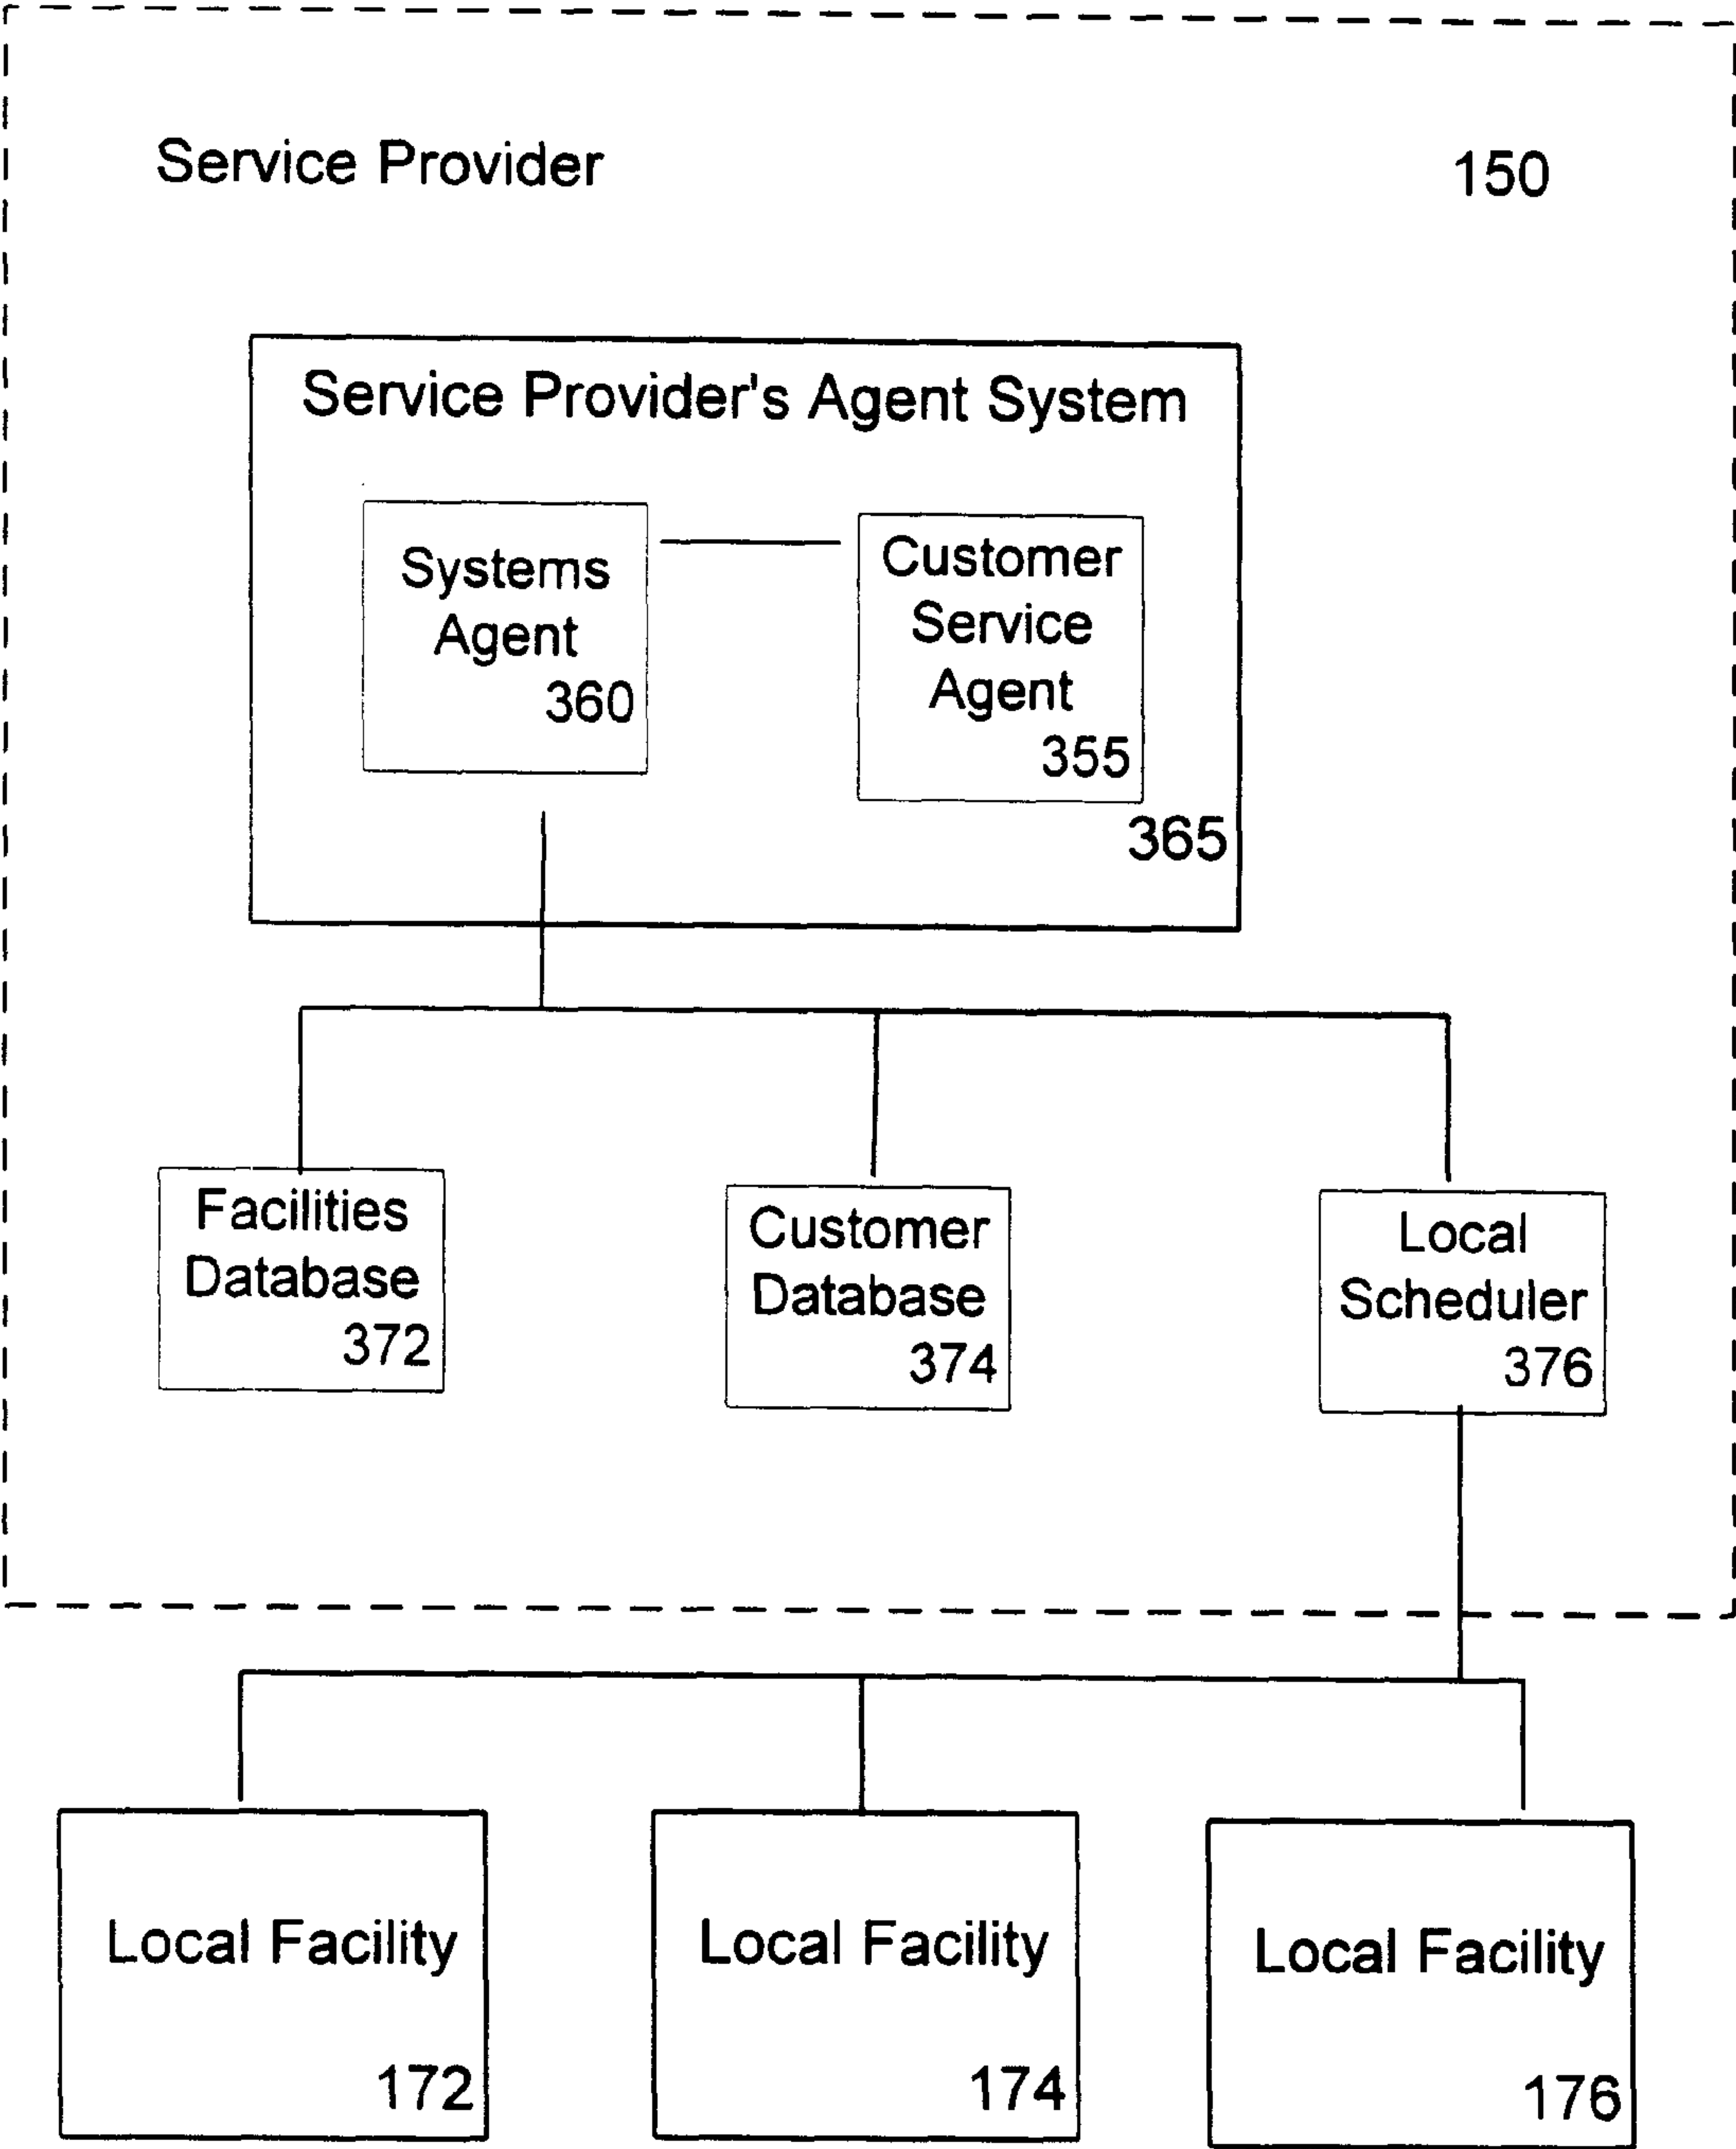 Service Provider 150
Service Provider's Agent System
Systems
Agent
360
Customer
Service
Agent
355
365
Facilities
Database
372
Customer
Database
374
Local
Scheduler
376
Local Facility
172
Local Facility
174
Local Facility
176